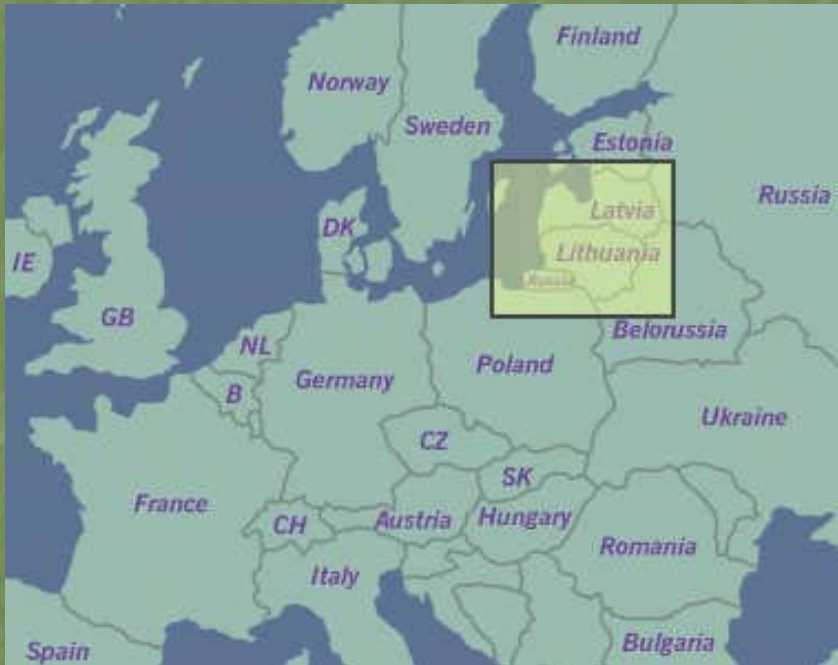 Finland
Norway
Sweden
Estonia
Russia
Latvia
DK
Lithuania
IE
Russia
GB
Belorussia
NL
Poland
Germany
B
Ukraine
CZ
SK
France
Austria
Hungary
CH
Romania
Italy
Bulgaria
Spain